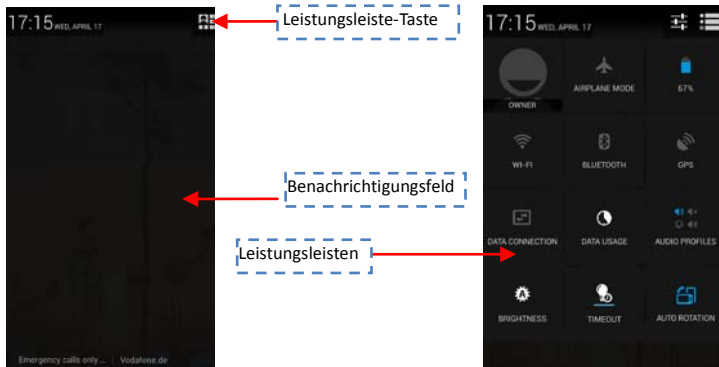 17:15 WED, APRIL 17
Leistungsleiste-Taste
Benachrichtigungsfeld
Leistungsleisten
Emergency calls only ... | Vodafone.de
17:15 WED, APRIL 17
OWNER
AIRPLANE MODE
67%
WI-FI
BLUETOOTH
GPS
DATA CONNECTION
DATA USAGE
AUDIO PROFILES
BRIGHTNESS
TIMEOUT
AUTO ROTATION